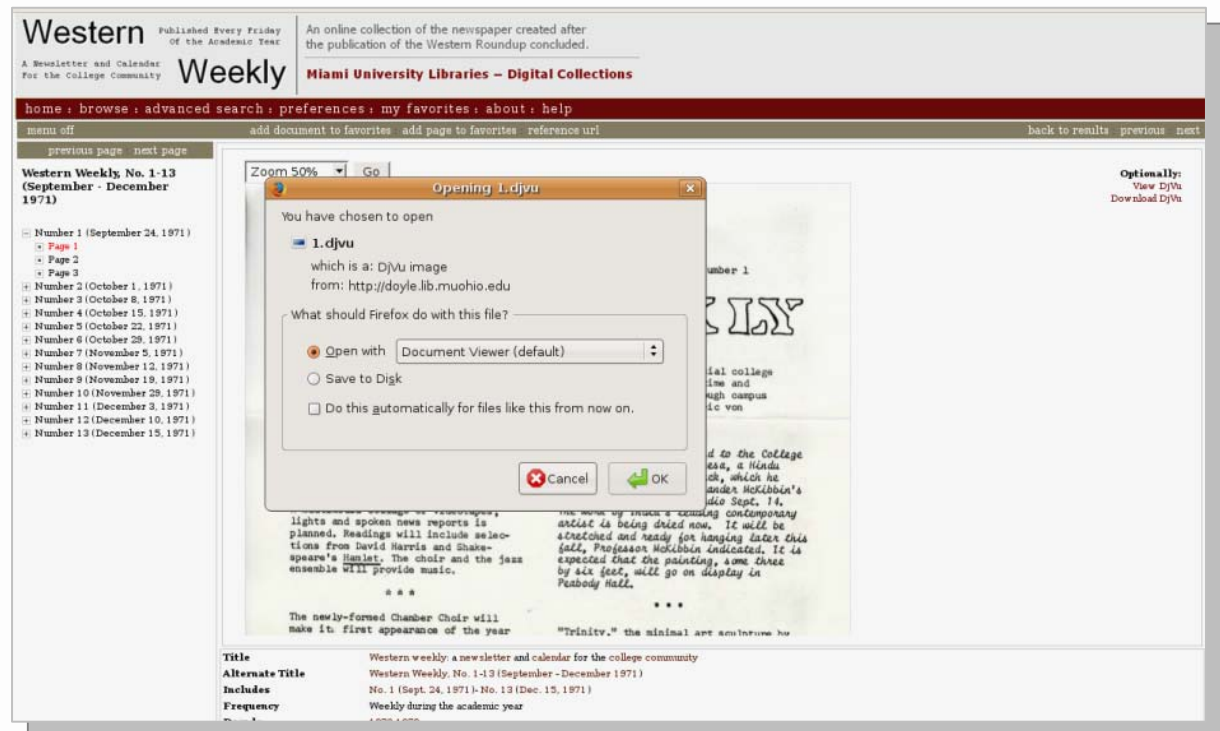 Western
Published Every Friday
Of the Academic Year
A Newsletter and Calendar
For the College Community
Weekly
An online collection of the newspaper created after
the publication of the Western Roundup concluded.
Miami University Libraries – Digital Collections
home : browse : advanced search : preferences : my favorites : about : help
menu off
add document to favorites add page to favorites reference url
back to results previous next
previous page next page
Western Weekly, No. 1-13
(September - December
1971)
Number 1 (September 24, 1971)
Page 1
Page 2
Page 3
Number 2 (October 1, 1971)
Number 3 (October 8, 1971)
Number 4 (October 15, 1971)
Number 5 (October 22, 1971)
Number 6 (October 29, 1971)
Number 7 (November 5, 1971)
Number 8 (November 12, 1971)
Number 9 (November 19, 1971)
Number 10 (November 29, 1971)
Number 11 (December 3, 1971)
Number 12 (December 10, 1971)
Number 13 (December 15, 1971)
Zoom 50% Go
Optionally:
View DjVu
Download DjVu
Opening 1.djvu
You have chosen to open
1.djvu
which is a: DjVu image
from: http://doyle.lib.muohio.edu
What should Firefox do with this file?
Open with Document Viewer (default)
Save to Disk
Do this automatically for files like this from now on.
Cancel OK
umber 1
KLY
ial college
ime and
ugh campus
ic von
d to the College
esa, a Hindu
ck, which he
ander McKibbin's
dio Sept. 14.
lights and spoken news reports is
planned. Readings will include selec-
tions from David Harris and Shake-
speare's Hamlet. The choir and the jazz
ensemble will provide music.
* * *
The newly-formed Chamber Choir will
make its first appearance of the year
artist is being dried now. It will be
stretched and ready for hanging later this
fall, Professor McKibbin indicated. It is
expected that the painting, some three
by six feet, will go on display in
Peabody Hall.
• • •
"Trinity," the minimal art sculpture by
Title Western weekly: a newsletter and calendar for the college community
Alternate Title Western Weekly, No. 1-13 (September - December 1971)
Includes No. 1 (Sept. 24, 1971)- No. 13 (Dec. 15, 1971)
Frequency Weekly during the academic year